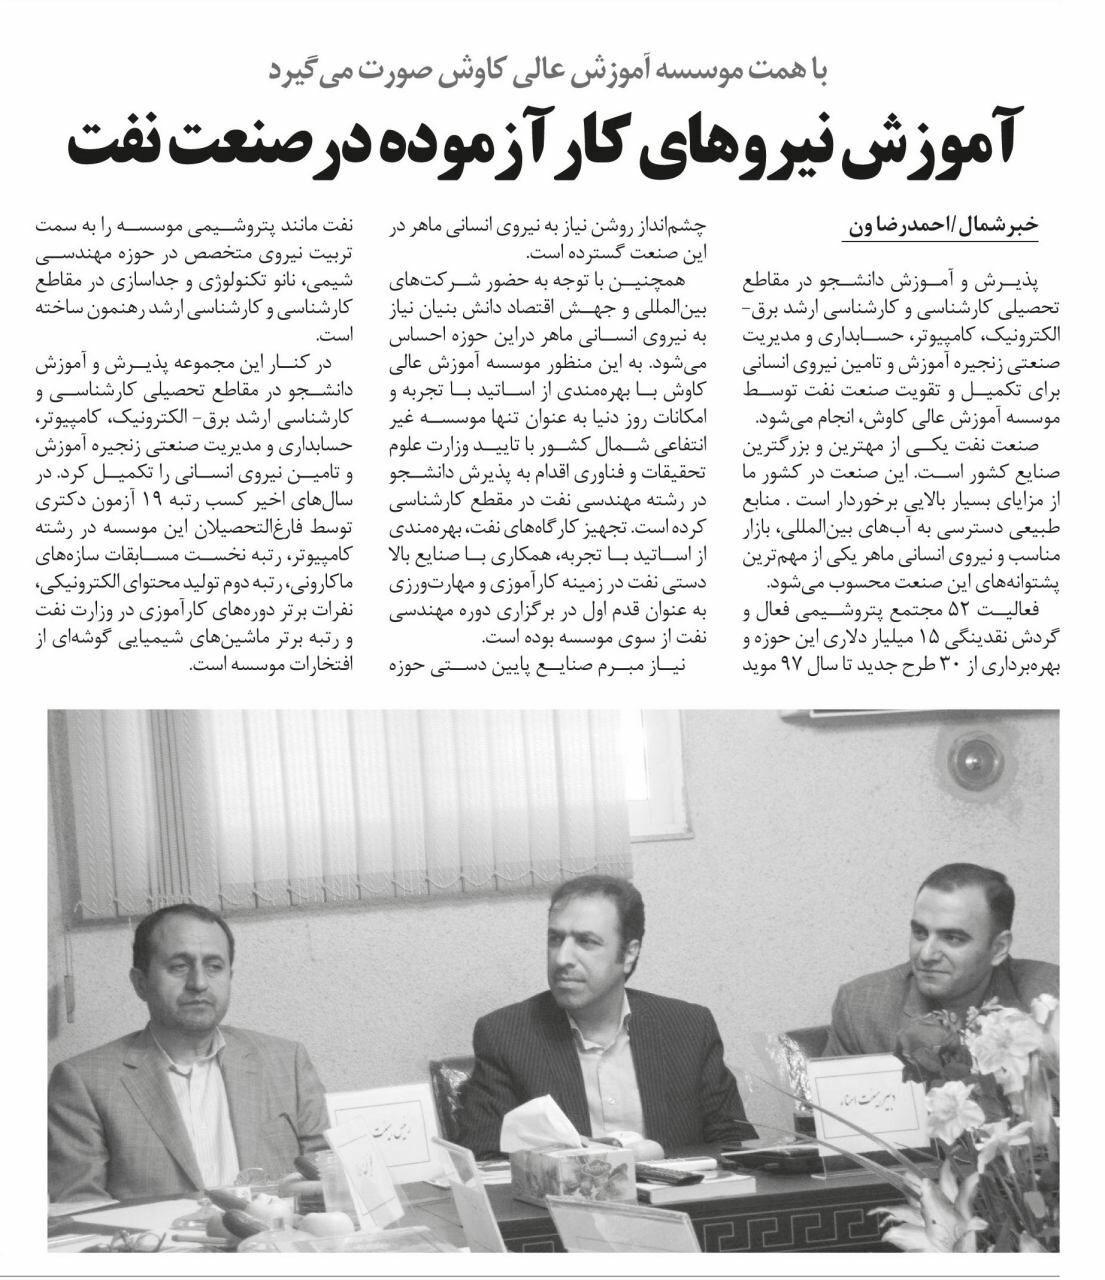 با همت موسسه آموزش عالی کاوش صورت می‌گیرد
آموزش نیروهای کار آزموده در صنعت نفت
خبرشمال/احمدرضا ون
پذیرش و آموزش دانشجو در مقاطع
تحصیلی کارشناسی و کارشناسی ارشد برق-
الکترونیک، کامپیوتر، حسابداری و مدیریت
صنعتی زنجیره آموزش و تامین نیروی انسانی
برای تکمیل و تقویت صنعت نفت توسط
موسسه آموزش عالی کاوش، انجام می‌شود.
صنعت نفت یکی از مهترین و بزرگترین
صنایع کشور است. این صنعت در کشور ما
از مزایای بسیار بالایی برخوردار است . منابع
طبیعی دسترسی به آب‌های بین‌المللی، بازار
مناسب و نیروی انسانی ماهر یکی از مهم‌ترین
پشتوانه‌های این صنعت محسوب می‌شود.
فعالیت ۵۲ مجتمع پتروشیمی فعال و
گردش نقدینگی ۱۵ میلیار دلاری این حوزه و
بهره‌برداری از ۳۰ طرح جدید تا سال ۹۷ موید
چشم‌انداز روشن نیاز به نیروی انسانی ماهر در
این صنعت گسترده است.
همچنین با توجه به حضور شرکت‌های
بین‌المللی و جهش اقتصاد دانش بنیان نیاز
به نیروی انسانی ماهر دراین حوزه احساس
می‌شود. به این منظور موسسه آموزش عالی
کاوش با بهره‌مندی از اساتید با تجربه و
امکانات روز دنیا به عنوان تنها موسسه غیر
انتفاعی شمال کشور با تایید وزارت علوم
تحقیقات و فناوری اقدام به پذیرش دانشجو
در رشته مهندسی نفت در مقطع کارشناسی
کرده است. تجهیز کارگاه‌های نفت، بهره‌مندی
از اساتید با تجربه، همکاری با صنایع بالا
دستی نفت در زمینه کارآموزی و مهارت‌ورزی
به عنوان قدم اول در برگزاری دوره مهندسی
نفت از سوی موسسه بوده است.
نیاز مبرم صنایع پایین دستی حوزه
نفت مانند پتروشیمی موسسه را به سمت
تربیت نیروی متخصص در حوزه مهندسی
شیمی، نانو تکنولوژی و جداسازی در مقاطع
کارشناسی و کارشناسی ارشد رهنمون ساخته
است.
در کنار این مجموعه پذیرش و آموزش
دانشجو در مقاطع تحصیلی کارشناسی و
کارشناسی ارشد برق- الکترونیک، کامپیوتر،
حسابداری و مدیریت صنعتی زنجیره آموزش
و تامین نیروی انسانی را تکمیل کرد. در
سال‌های اخیر کسب رتبه ۱۹ آزمون دکتری
توسط فارغ‌التحصیلان این موسسه در رشته
کامپیوتر، رتبه نخست مسابقات سازه‌های
ماکارونی، رتبه دوم تولید محتوای الکترونیکی،
نفرات برتر دوره‌های کارآموزی در وزارت نفت
و رتبه برتر ماشین‌های شیمیایی گوشه‌ای از
افتخارات موسسه است.